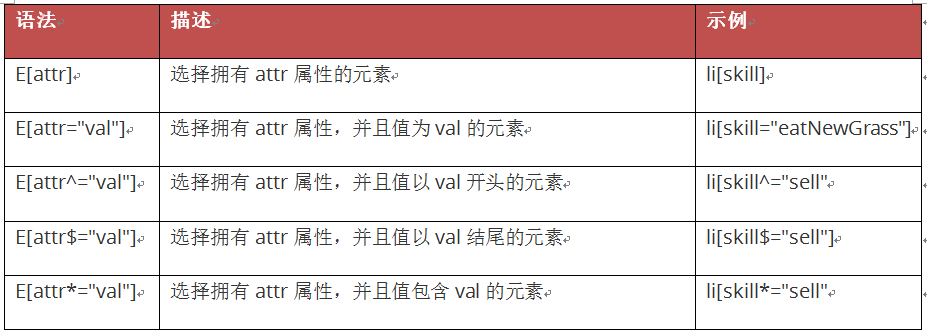 语法 描述 示例
E[attr] 选择拥有 attr 属性的元素 li[skill]
E[attr="val"] 选择拥有 attr 属性，并且值为 val 的元素 li[skill="eatNewGrass"]
E[attr^="val"] 选择拥有 attr 属性，并且值以 val 开头的元素 li[skill^="sell"
E[attr$="val"] 选择拥有 attr 属性，并且值以 val 结尾的元素 li[skill$="sell"]
E[attr*="val"] 选择拥有 attr 属性，并且值包含 val 的元素 li[skill*="sell"